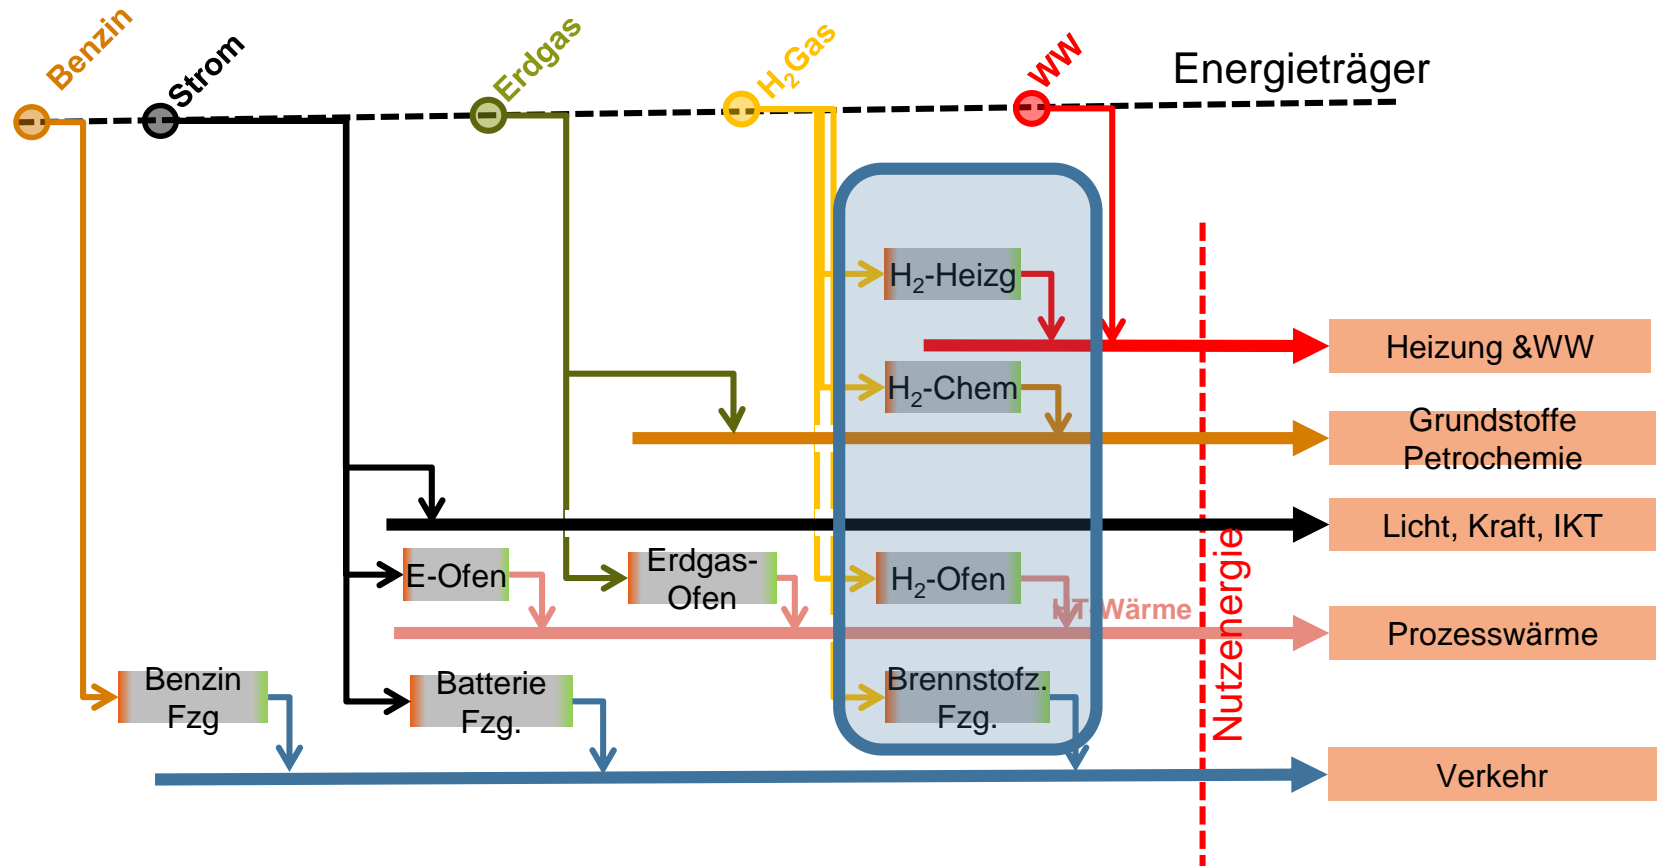 Benzin
Strom
Erdgas
H₂Gas
WW
Energieträger
H₂-Heizg
Heizung &WW
H₂-Chem
Grundstoffe
Petrochemie
Licht, Kraft, IKT
E-Ofen
Erdgas-
Ofen
H₂-Ofen
HT-Wärme
Prozesswärme
Nutzenergie
Benzin
Fzg
Batterie
Fzg.
Brennstofz.
Fzg.
Verkehr